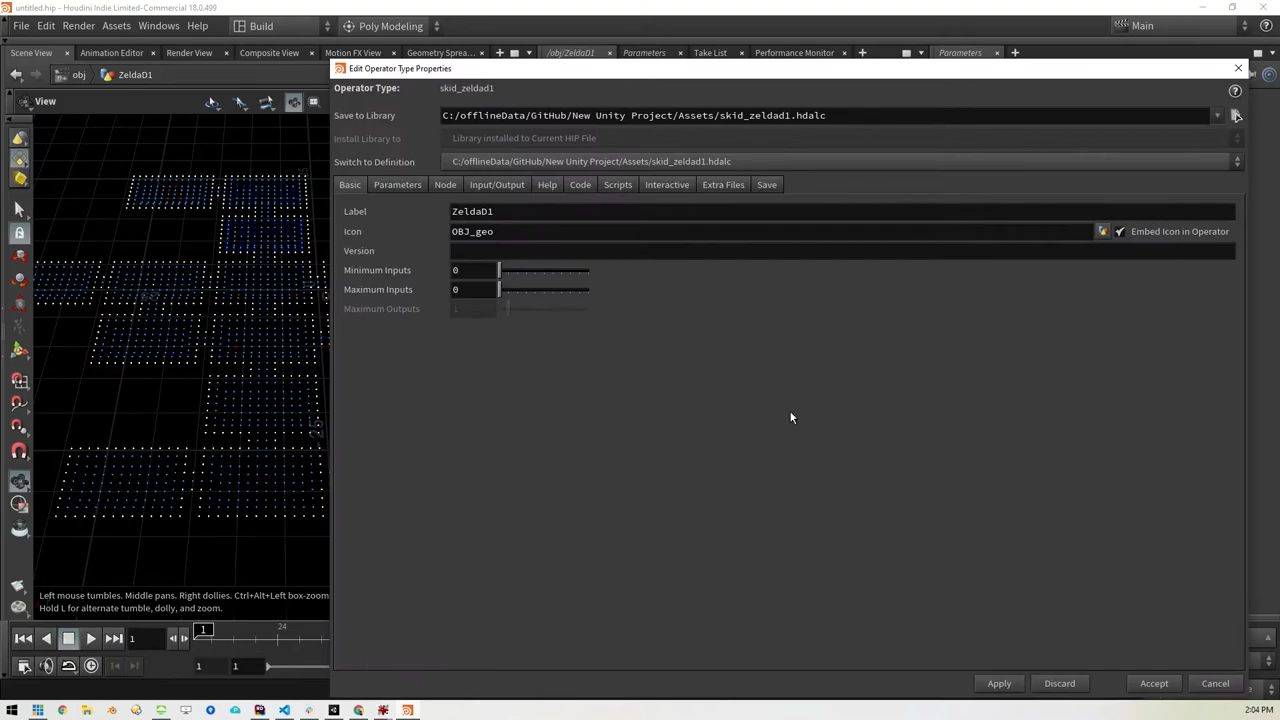 untitled.hip - Houdini Indie Limited-Commercial 18.0.499
File Edit Render Assets Windows Help Build Poly Modeling Main
Scene View Animation Editor Render View Composite View Motion FX View Geometry Sprea... /obj/ZeldaD1 Parameters Take List Performance Monitor Parameters
obj ZeldaD1
View
Edit Operator Type Properties
Operator Type: skid_zeldad1
Save to Library C:/offlineData/GitHub/New Unity Project/Assets/skid_zeldad1.hdalc
Install Library to Library installed to Current HIP File
Switch to Definition C:/offlineData/GitHub/New Unity Project/Assets/skid_zeldad1.hdalc
Basic Parameters Node Input/Output Help Code Scripts Interactive Extra Files Save
Label ZeldaD1
Icon OBJ_geo Embed Icon in Operator
Version
Minimum Inputs 0
Maximum Inputs 0
Maximum Outputs 1
Left mouse tumbles. Middle pans. Right dollies. Ctrl+Alt+Left box-zoom
Hold L for alternate tumble, dolly, and zoom.
1 1 24
1 1
Apply Discard Accept Cancel
2:04 PM